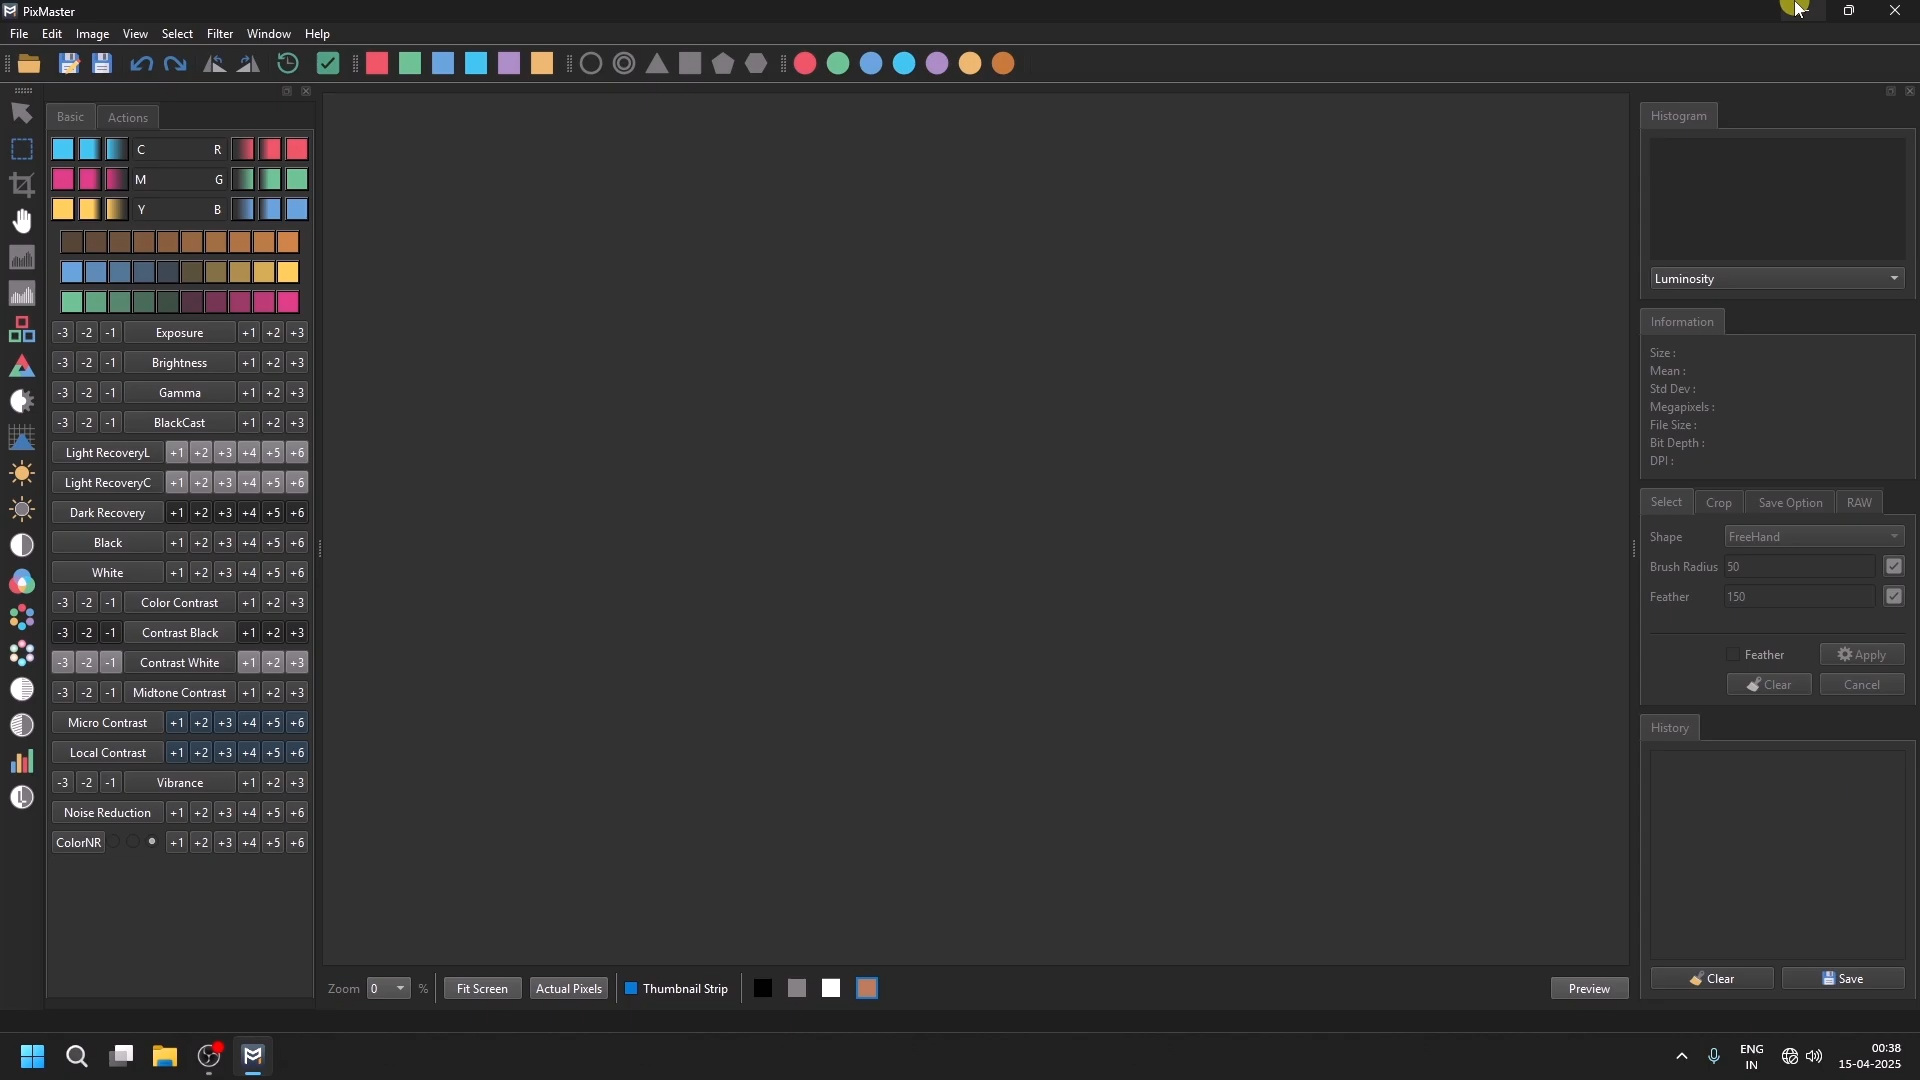 PixMaster
File Edit Image View Select Filter Window Help
Basic Actions
C R
M G
Y B
-3 -2 -1 Exposure +1 +2 +3
-3 -2 -1 Brightness +1 +2 +3
-3 -2 -1 Gamma +1 +2 +3
-3 -2 -1 BlackCast +1 +2 +3
Light RecoveryL +1 +2 +3 +4 +5 +6
Light RecoveryC +1 +2 +3 +4 +5 +6
Dark Recovery +1 +2 +3 +4 +5 +6
Black +1 +2 +3 +4 +5 +6
White +1 +2 +3 +4 +5 +6
-3 -2 -1 Color Contrast +1 +2 +3
-3 -2 -1 Contrast Black +1 +2 +3
-3 -2 -1 Contrast White +1 +2 +3
-3 -2 -1 Midtone Contrast +1 +2 +3
Micro Contrast +1 +2 +3 +4 +5 +6
Local Contrast +1 +2 +3 +4 +5 +6
-3 -2 -1 Vibrance +1 +2 +3
Noise Reduction +1 +2 +3 +4 +5 +6
ColorNR +1 +2 +3 +4 +5 +6
Zoom 0 % Fit Screen Actual Pixels Thumbnail Strip Preview
Histogram
Luminosity
Information
Size :
Mean :
Std Dev :
Megapixels :
File Size :
Bit Depth :
DPI :
Select Crop Save Option RAW
Shape FreeHand
Brush Radius 50
Feather 150
Feather Apply
Clear Cancel
History
Clear Save
ENG
IN
00:38
15-04-2025